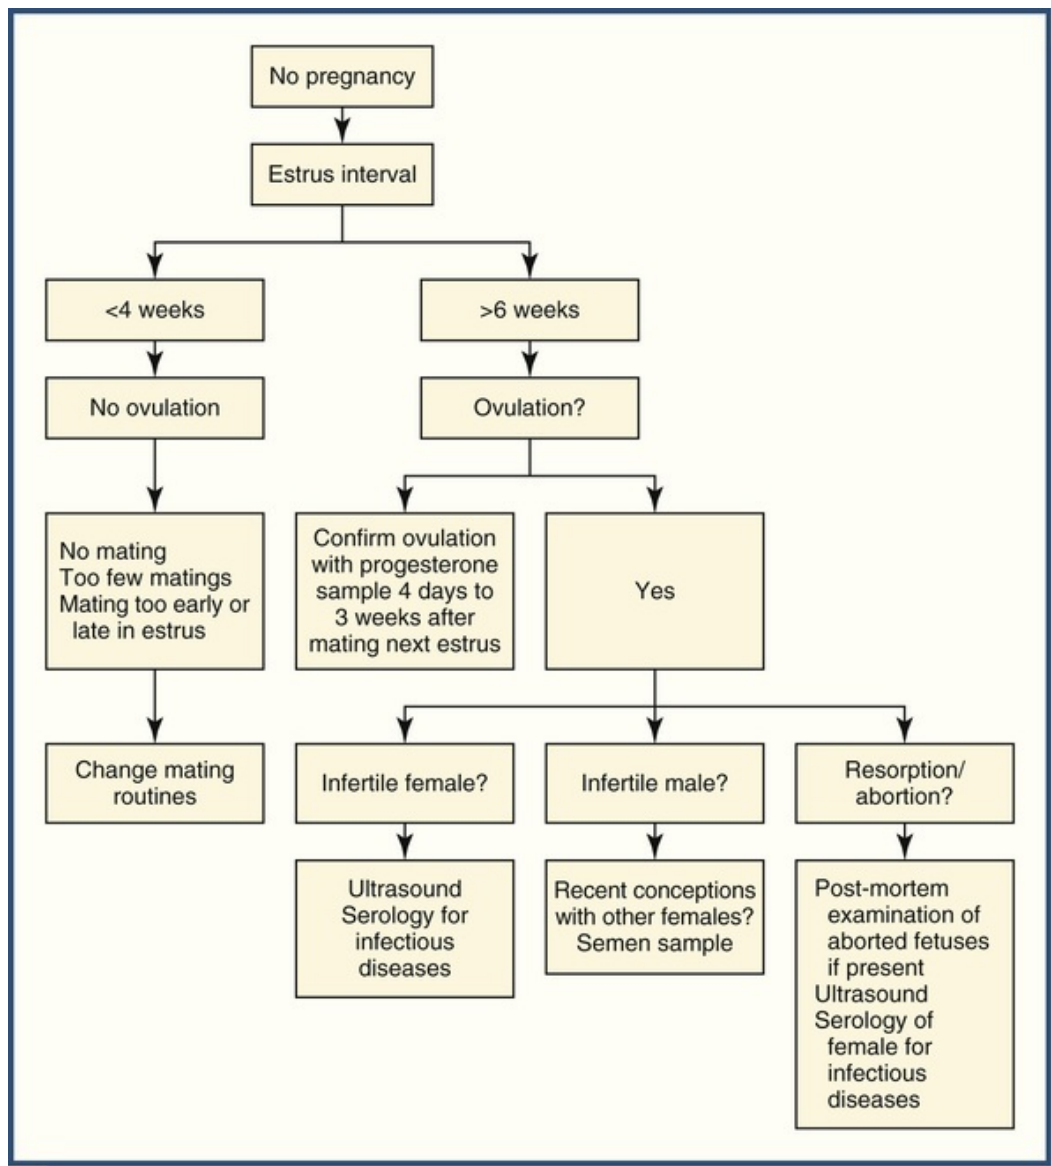 No pregnancy
Estrus interval
<4 weeks
>6 weeks
No ovulation
Ovulation?
No mating
Too few matings
Mating too early or
late in estrus
Confirm ovulation
with progesterone
sample 4 days to
3 weeks after
mating next estrus
Yes
Change mating
routines
Infertile female?
Infertile male?
Resorption/
abortion?
Ultrasound
Serology for
infectious
diseases
Recent conceptions
with other females?
Semen sample
Post-mortem
examination of
aborted fetuses
if present
Ultrasound
Serology of
female for
infectious
diseases